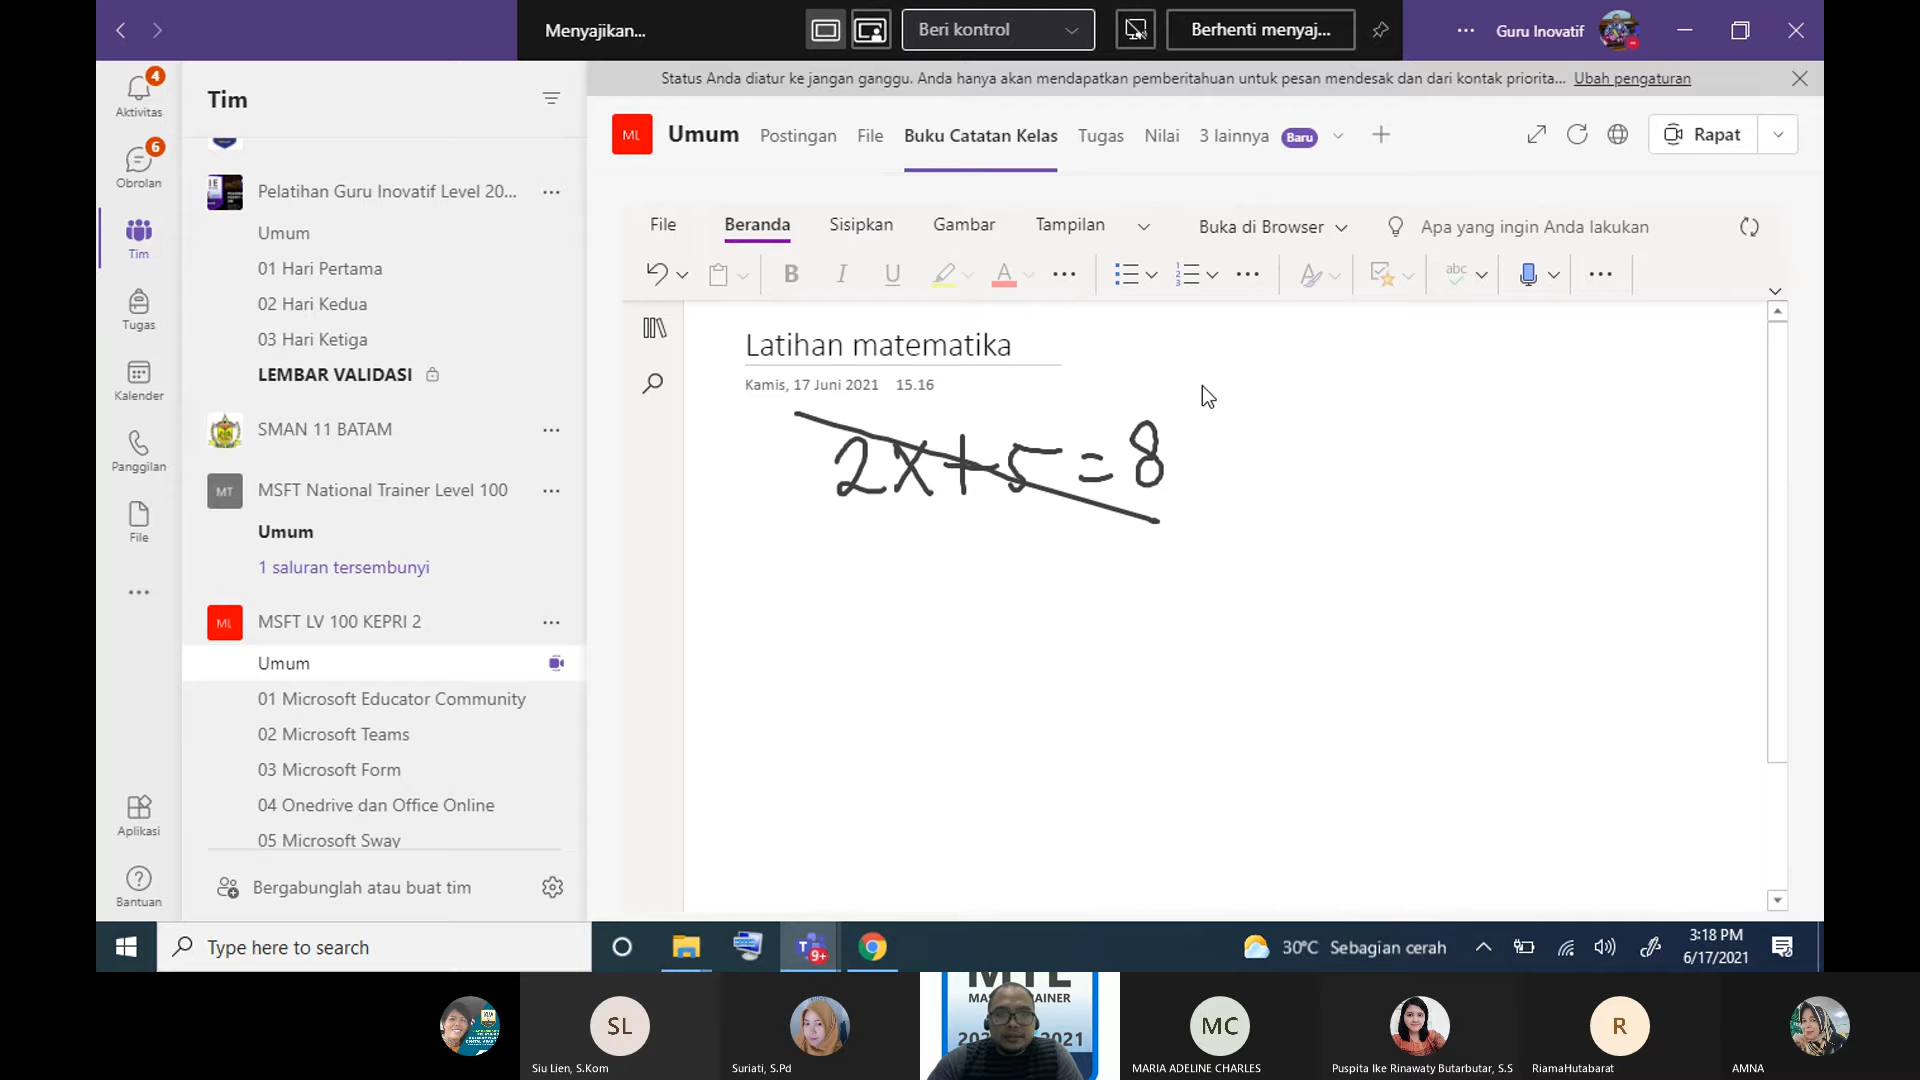 Menyajikan...
Beri kontrol
Berhenti menyaj...
Guru Inovatif
Status Anda diatur ke jangan ganggu. Anda hanya akan mendapatkan pemberitahuan untuk pesan mendesak dan dari kontak priorita... Ubah pengaturan
4
Aktivitas
6
Obrolan
Tim
Tugas
Kalender
Panggilan
File
Aplikasi
Bantuan
Tim
Pelatihan Guru Inovatif Level 20...
Umum
01 Hari Pertama
02 Hari Kedua
03 Hari Ketiga
LEMBAR VALIDASI
SMAN 11 BATAM
MT MSFT National Trainer Level 100
Umum
1 saluran tersembunyi
ML MSFT LV 100 KEPRI 2
Umum
01 Microsoft Educator Community
02 Microsoft Teams
03 Microsoft Form
04 Onedrive dan Office Online
05 Microsoft Sway
Bergabunglah atau buat tim
ML Umum Postingan File Buku Catatan Kelas Tugas Nilai 3 lainnya Baru
Rapat
File Beranda Sisipkan Gambar Tampilan Buka di Browser Apa yang ingin Anda lakukan
B I U A abc
Latihan matematika
Kamis, 17 Juni 2021 15.16
2x+5=8
Type here to search
T 9+
30°C Sebagian cerah
3:18 PM
6/17/2021
SL
Siu Lien, S.Kom
Suriati, S.Pd
MC
MARIA ADELINE CHARLES
Puspita Ike Rinawaty Butarbutar, S.S
R
RiamaHutabarat
AMNA